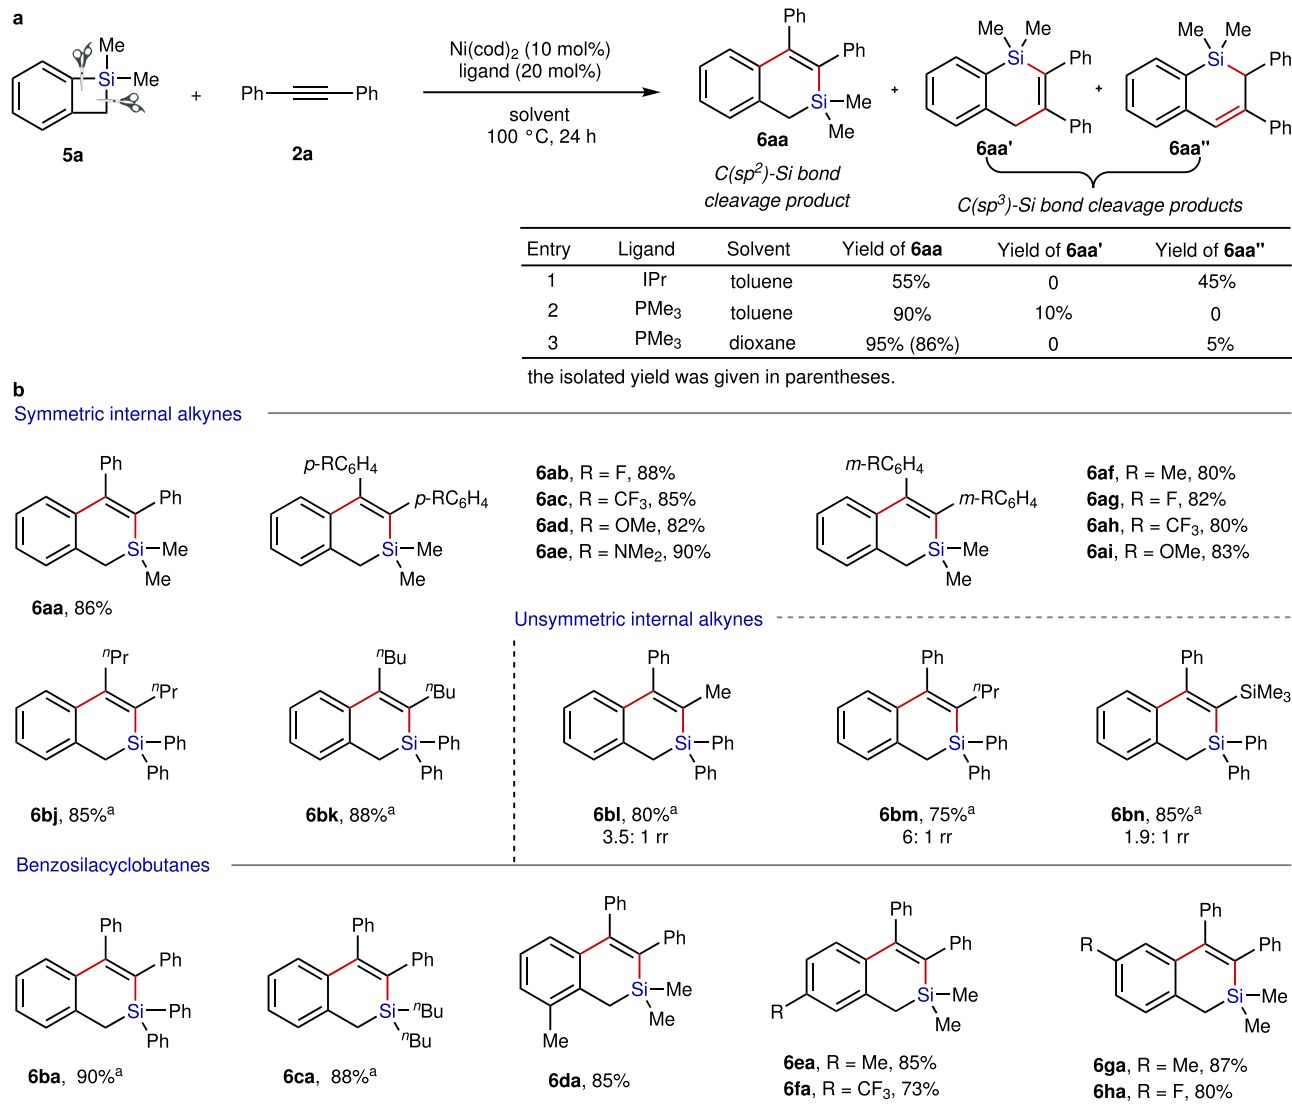 a
Me
Si
Me
5a
+
Ph
Ph
2a
Ni(cod)2 (10 mol%)
ligand (20 mol%)
solvent
100 °C, 24 h
Ph
Ph
Si
Me
Me
6aa
C(sp2)-Si bond
cleavage product
+
Me Me
Si
Ph
Ph
6aa'
+
Me Me
Si
Ph
Ph
6aa"
C(sp3)-Si bond cleavage products
Entry Ligand Solvent Yield of 6aa Yield of 6aa' Yield of 6aa"
1 IPr toluene 55% 0 45%
2 PMe3 toluene 90% 10% 0
3 PMe3 dioxane 95% (86%) 0 5%
the isolated yield was given in parentheses.
b
Symmetric internal alkynes
Ph
Ph
Si
Me
Me
6aa, 86%
p-RC6H4
p-RC6H4
Si
Me
Me
6ab, R = F, 88%
6ac, R = CF3, 85%
6ad, R = OMe, 82%
6ae, R = NMe2, 90%
m-RC6H4
m-RC6H4
Si
Me
Me
6af, R = Me, 80%
6ag, R = F, 82%
6ah, R = CF3, 80%
6ai, R = OMe, 83%
nPr
nPr
Si
Ph
Ph
6bj, 85%a
nBu
nBu
Si
Ph
Ph
6bk, 88%a
Unsymmetric internal alkynes
Ph
Me
Si
Ph
Ph
6bl, 80%a
3.5: 1 rr
Ph
nPr
Si
Ph
Ph
6bm, 75%a
6: 1 rr
Ph
SiMe3
Si
Ph
Ph
6bn, 85%a
1.9: 1 rr
Benzosilacyclobutanes
Ph
Ph
Si
Ph
Ph
6ba, 90%a
Ph
Ph
Si
nBu
nBu
6ca 88%a
Ph
Ph
Si
Me
Me
Me
6da, 85%
Ph
Ph
Si
Me
Me
R
6ea, R = Me, 85%
6fa, R = CF3, 73%
Ph
R
Ph
Si
Me
Me
6ga, R = Me, 87%
6ha, R = F, 80%